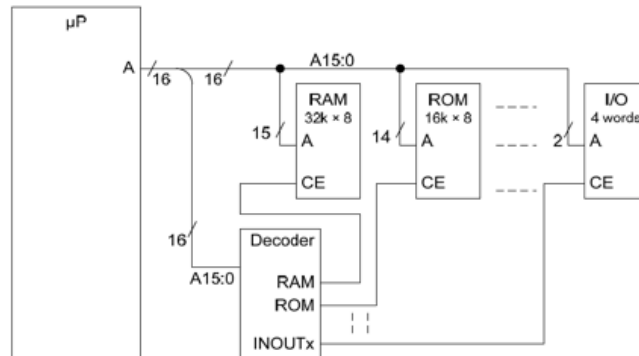 µP
A
16
16
A15:0
RAM
32k × 8
15
A
CE
ROM
16k × 8
14
A
CE
I/O
4 words
2
A
CE
16
A15:0
Decoder
RAM
ROM
INOUTx